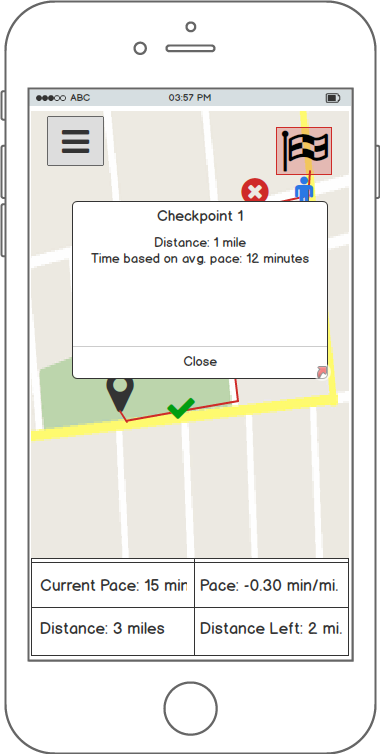 ABC 03:57 PM
Checkpoint 1
Distance: 1 mile
Time based on avg. pace: 12 minutes
Close
Current Pace: 15 min
Pace: -0.30 min/mi.
Distance: 3 miles
Distance Left: 2 mi.